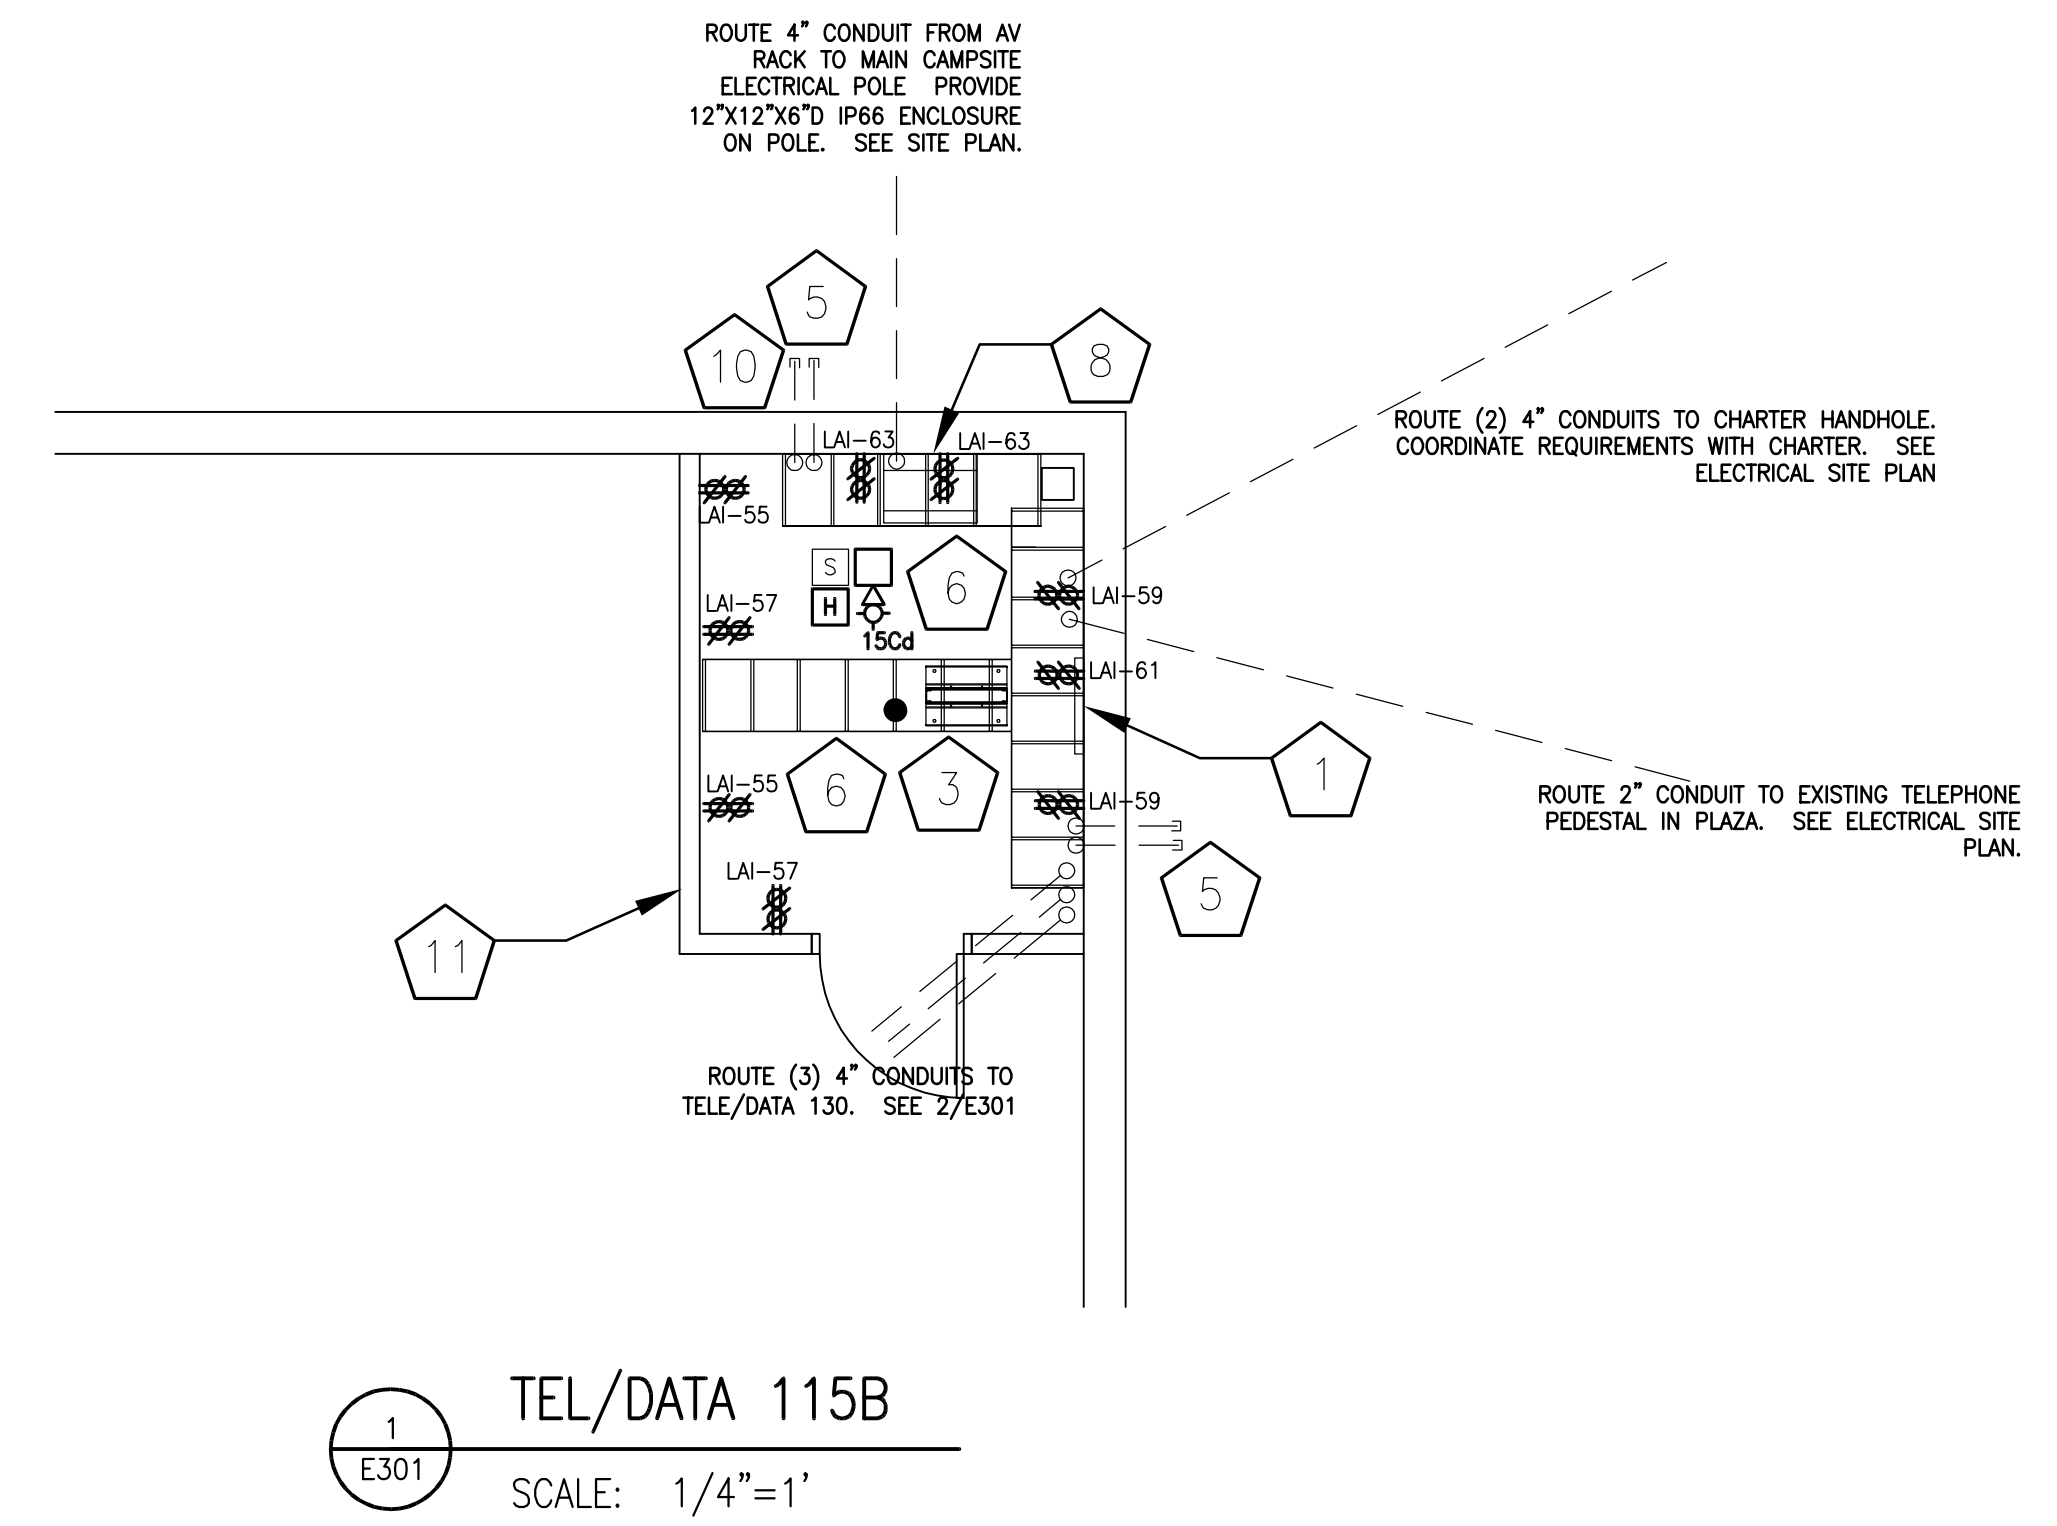 ROUTE 4" CONDUIT FROM AV
RACK TO MAIN CAMPSITE
ELECTRICAL POLE PROVIDE
12"X12"X6"D IP66 ENCLOSURE
ON POLE. SEE SITE PLAN.
5
10
8
ROUTE (2) 4" CONDUITS TO CHARTER HANDHOLE.
COORDINATE REQUIREMENTS WITH CHARTER. SEE
ELECTRICAL SITE PLAN
LAI-63
LAI-63
LAI-55
S
6
LAI-57
H
LAI-59
15Cd
LAI-61
1
ROUTE 2" CONDUIT TO EXISTING TELEPHONE
PEDESTAL IN PLAZA. SEE ELECTRICAL SITE
PLAN.
LAI-55
6
3
LAI-59
LAI-57
5
11
ROUTE (3) 4" CONDUITS TO
TELE/DATA 130. SEE 2/E301
1
E301
TEL/DATA 115B
SCALE: 1/4"=1'